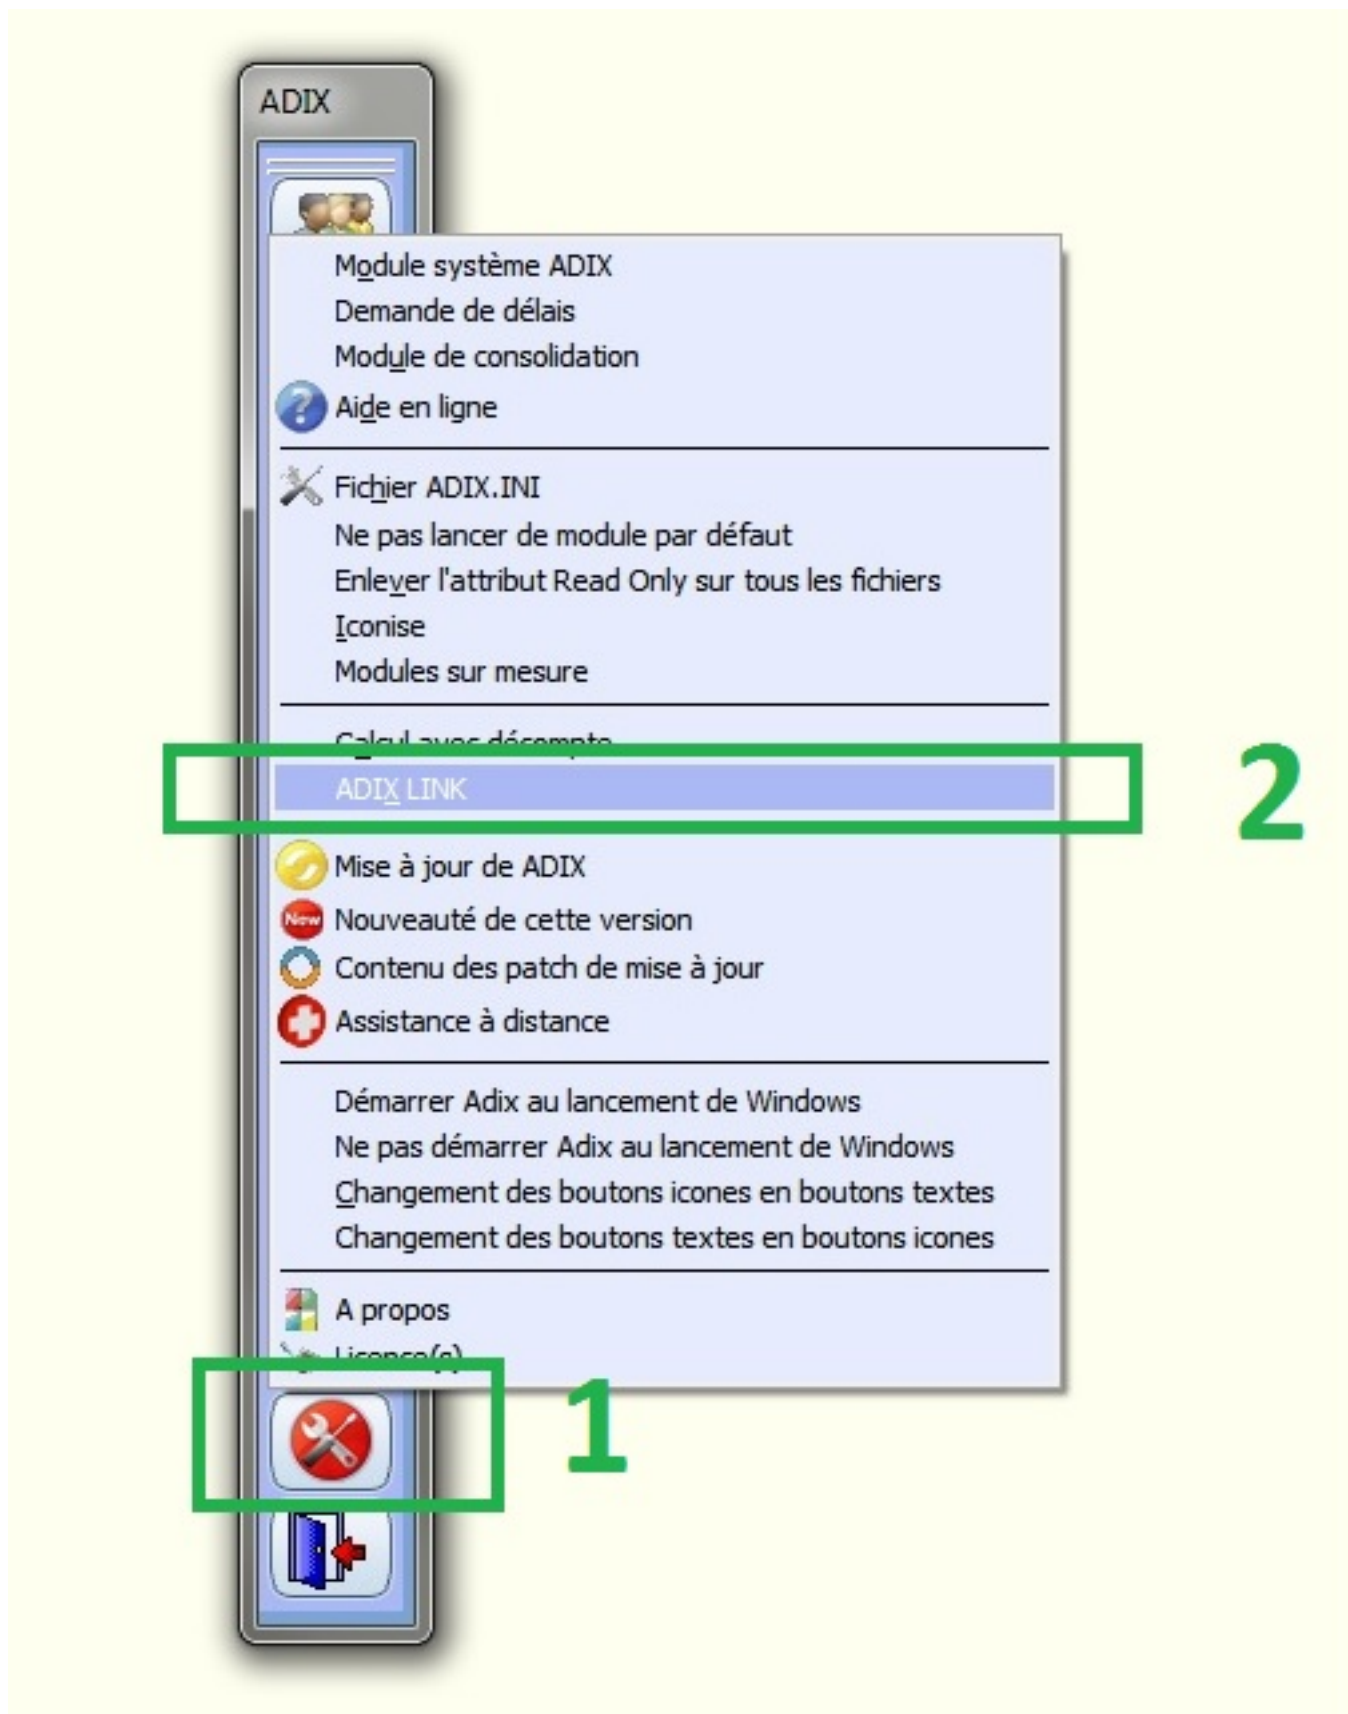 ADIX
Module système ADIX
Demande de délais
Module de consolidation
Aide en ligne
Fichier ADIX.INI
Ne pas lancer de module par défaut
Enlever l'attribut Read Only sur tous les fichiers
Iconise
Modules sur mesure
Calcul avec décompte
ADIX LINK
2
Mise à jour de ADIX
New
Nouveauté de cette version
Contenu des patch de mise à jour
Assistance à distance
Démarrer Adix au lancement de Windows
Ne pas démarrer Adix au lancement de Windows
Changement des boutons icones en boutons textes
Changement des boutons textes en boutons icones
A propos
Licence(s)
1